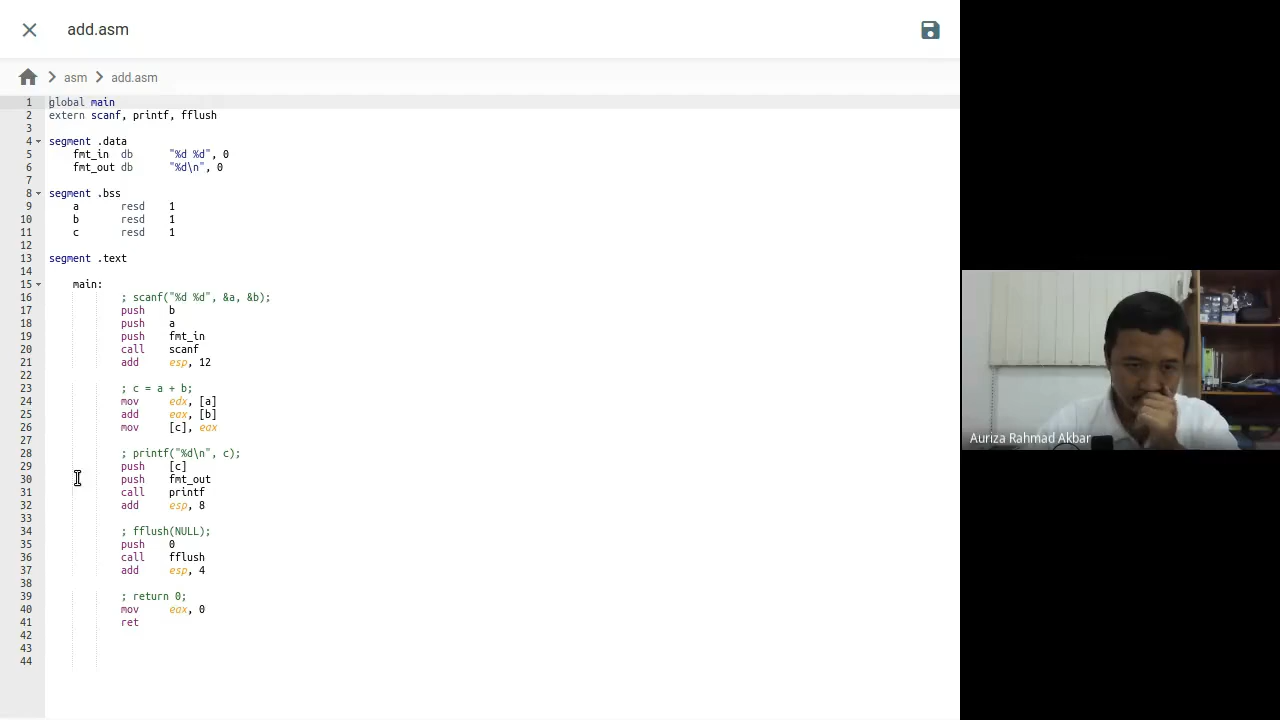 add.asm
asm add.asm
1 global main
2 extern scanf, printf, fflush
3
4 segment .data
5 fmt_in db "%d %d", 0
6 fmt_out db "%d\n", 0
7
8 segment .bss
9 a resd 1
10 b resd 1
11 c resd 1
12
13 segment .text
14
15 main:
16 ; scanf("%d %d", &a, &b);
17 push b
18 push a
19 push fmt_in
20 call scanf
21 add esp, 12
22
23 ; c = a + b;
24 mov edx, [a]
25 add eax, [b]
26 mov [c], eax
27
28 ; printf("%d\n", c);
29 push [c]
30 push fmt_out
31 call printf
32 add esp, 8
33
34 ; fflush(NULL);
35 push 0
36 call fflush
37 add esp, 4
38
39 ; return 0;
40 mov eax, 0
41 ret
42
43
44
Auriza Rahmad Akbar